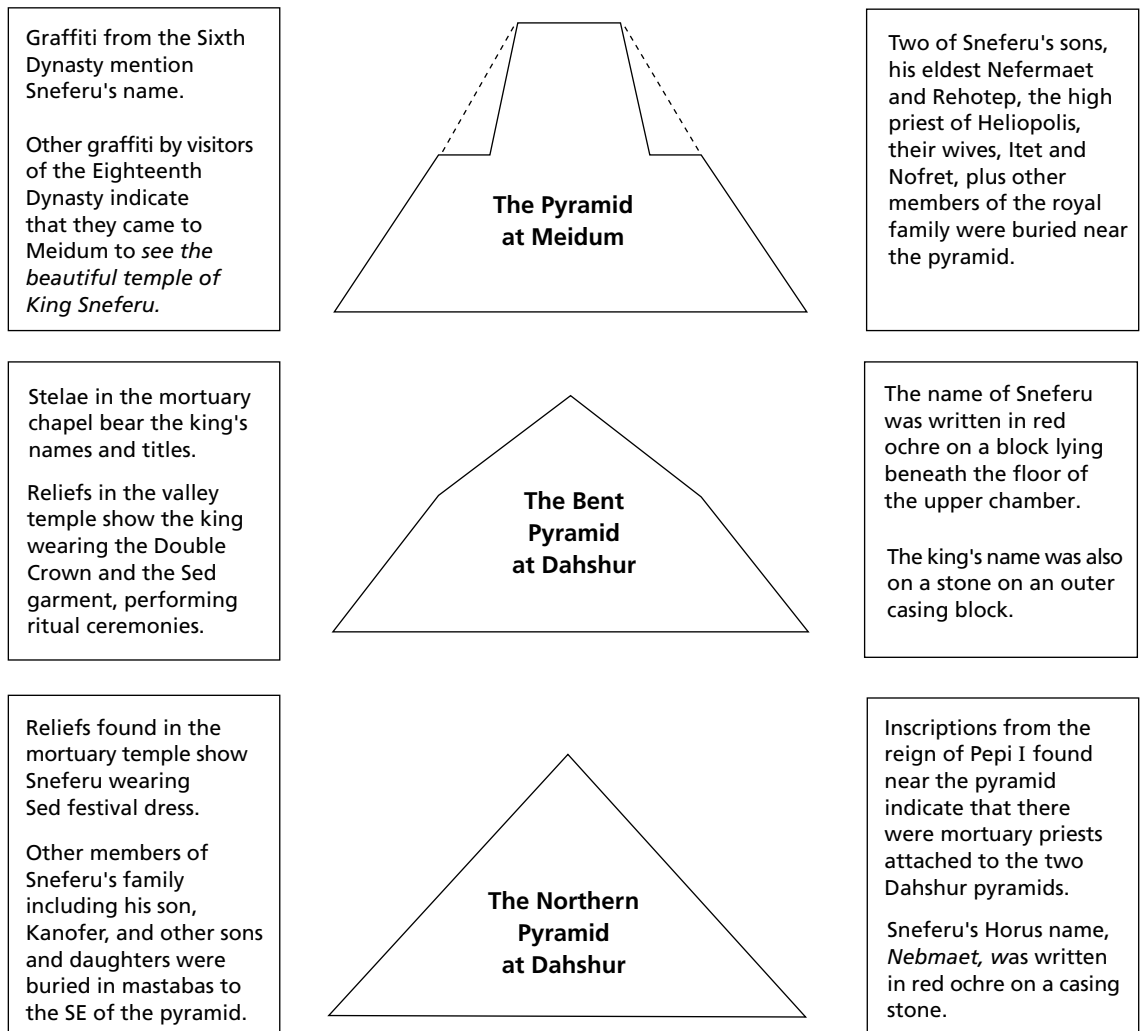 Graffiti from the Sixth
Dynasty mention
Sneferu's name.
Other graffiti by visitors
of the Eighteenth
Dynasty indicate
that they came to
Meidum to see the
beautiful temple of
King Sneferu.
The Pyramid
at Meidum
Two of Sneferu's sons,
his eldest Nefermaet
and Rehotep, the high
priest of Heliopolis,
their wives, Itet and
Nofret, plus other
members of the royal
family were buried near
the pyramid.
Stelae in the mortuary
chapel bear the king's
names and titles.
Reliefs in the valley
temple show the king
wearing the Double
Crown and the Sed
garment, performing
ritual ceremonies.
The Bent
Pyramid
at Dahshur
The name of Sneferu
was written in red
ochre on a block lying
beneath the floor of
the upper chamber.
The king's name was also
on a stone on an outer
casing block.
Reliefs found in the
mortuary temple show
Sneferu wearing
Sed festival dress.
Other members of
Sneferu's family
including his son,
Kanofer, and other sons
and daughters were
buried in mastabas to
the SE of the pyramid.
The Northern
Pyramid
at Dahshur
Inscriptions from the
reign of Pepi I found
near the pyramid
indicate that there
were mortuary priests
attached to the two
Dahshur pyramids.
Sneferu's Horus name,
Nebmaet, was written
in red ochre on a casing
stone.